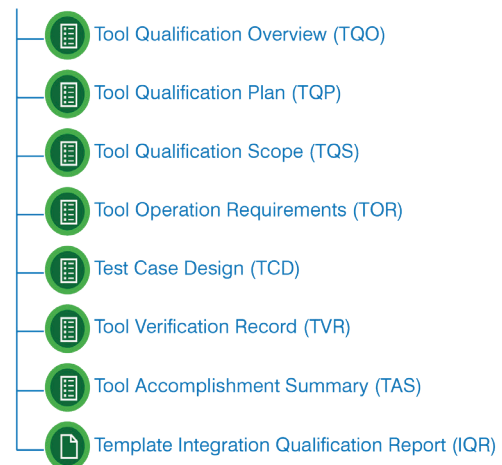 Tool Qualification Overview (TQO)
Tool Qualification Plan (TQP)
Tool Qualification Scope (TQS)
Tool Operation Requirements (TOR)
Test Case Design (TCD)
Tool Verification Record (TVR)
Tool Accomplishment Summary (TAS)
Template Integration Qualification Report (IQR)